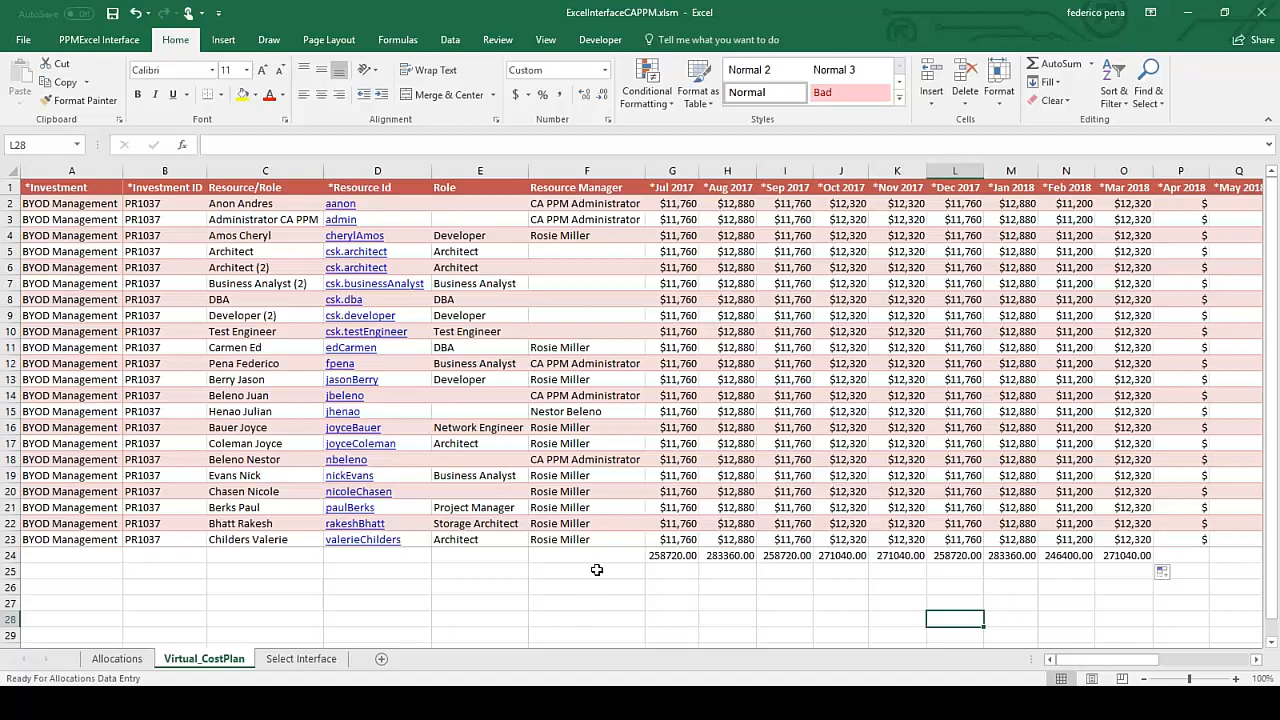 AutoSave Off ExcelInterfaceCAPPM.xlsm - Excel federico pena
File PPMExcel Interface Home Insert Draw Page Layout Formulas Data Review View Developer Tell me what you want to do Share
Paste Cut Copy Format Painter Clipboard
Calibri 11 B I U Font
Wrap Text Merge & Center Alignment
Custom $ % Number
Conditional Formatting Format as Table Normal 2 Normal 3 Normal Bad Styles
Insert Delete Format Cells
AutoSum Fill Clear Sort & Filter Find & Select Editing
L28 fx
A B C D E F G H I J K L M N O P Q
1 *Investment *Investment ID Resource/Role *Resource Id Role Resource Manager *Jul 2017 *Aug 2017 *Sep 2017 *Oct 2017 *Nov 2017 *Dec 2017 *Jan 2018 *Feb 2018 *Mar 2018 *Apr 2018 *May 2018
2 BYOD Management PR1037 Anon Andres aanon CA PPM Administrator $11,760 $12,880 $11,760 $12,320 $12,320 $11,760 $12,880 $11,200 $12,320 $
3 BYOD Management PR1037 Administrator CA PPM admin CA PPM Administrator $11,760 $12,880 $11,760 $12,320 $12,320 $11,760 $12,880 $11,200 $12,320 $
4 BYOD Management PR1037 Amos Cheryl cherylAmos Developer Rosie Miller $11,760 $12,880 $11,760 $12,320 $12,320 $11,760 $12,880 $11,200 $12,320 $
5 BYOD Management PR1037 Architect csk.architect Architect $11,760 $12,880 $11,760 $12,320 $12,320 $11,760 $12,880 $11,200 $12,320 $
6 BYOD Management PR1037 Architect (2) csk.architect Architect $11,760 $12,880 $11,760 $12,320 $12,320 $11,760 $12,880 $11,200 $12,320 $
7 BYOD Management PR1037 Business Analyst (2) csk.businessAnalyst Business Analyst $11,760 $12,880 $11,760 $12,320 $12,320 $11,760 $12,880 $11,200 $12,320 $
8 BYOD Management PR1037 DBA csk.dba DBA $11,760 $12,880 $11,760 $12,320 $12,320 $11,760 $12,880 $11,200 $12,320 $
9 BYOD Management PR1037 Developer (2) csk.developer Developer $11,760 $12,880 $11,760 $12,320 $12,320 $11,760 $12,880 $11,200 $12,320 $
10 BYOD Management PR1037 Test Engineer csk.testEngineer Test Engineer $11,760 $12,880 $11,760 $12,320 $12,320 $11,760 $12,880 $11,200 $12,320 $
11 BYOD Management PR1037 Carmen Ed edCarmen DBA Rosie Miller $11,760 $12,880 $11,760 $12,320 $12,320 $11,760 $12,880 $11,200 $12,320 $
12 BYOD Management PR1037 Pena Federico fpena Business Analyst CA PPM Administrator $11,760 $12,880 $11,760 $12,320 $12,320 $11,760 $12,880 $11,200 $12,320 $
13 BYOD Management PR1037 Berry Jason jasonBerry Developer Rosie Miller $11,760 $12,880 $11,760 $12,320 $12,320 $11,760 $12,880 $11,200 $12,320 $
14 BYOD Management PR1037 Beleno Juan jbeleno CA PPM Administrator $11,760 $12,880 $11,760 $12,320 $12,320 $11,760 $12,880 $11,200 $12,320 $
15 BYOD Management PR1037 Henao Julian jhenao Nestor Beleno $11,760 $12,880 $11,760 $12,320 $12,320 $11,760 $12,880 $11,200 $12,320 $
16 BYOD Management PR1037 Bauer Joyce joyceBauer Network Engineer Rosie Miller $11,760 $12,880 $11,760 $12,320 $12,320 $11,760 $12,880 $11,200 $12,320 $
17 BYOD Management PR1037 Coleman Joyce joyceColeman Architect Rosie Miller $11,760 $12,880 $11,760 $12,320 $12,320 $11,760 $12,880 $11,200 $12,320 $
18 BYOD Management PR1037 Beleno Nestor nbeleno CA PPM Administrator $11,760 $12,880 $11,760 $12,320 $12,320 $11,760 $12,880 $11,200 $12,320 $
19 BYOD Management PR1037 Evans Nick nickEvans Business Analyst Rosie Miller $11,760 $12,880 $11,760 $12,320 $12,320 $11,760 $12,880 $11,200 $12,320 $
20 BYOD Management PR1037 Chasen Nicole nicoleChasen Rosie Miller $11,760 $12,880 $11,760 $12,320 $12,320 $11,760 $12,880 $11,200 $12,320 $
21 BYOD Management PR1037 Berks Paul paulBerks Project Manager Rosie Miller $11,760 $12,880 $11,760 $12,320 $12,320 $11,760 $12,880 $11,200 $12,320 $
22 BYOD Management PR1037 Bhatt Rakesh rakeshBhatt Storage Architect Rosie Miller $11,760 $12,880 $11,760 $12,320 $12,320 $11,760 $12,880 $11,200 $12,320 $
23 BYOD Management PR1037 Childers Valerie valerieChilders Architect Rosie Miller $11,760 $12,880 $11,760 $12,320 $12,320 $11,760 $12,880 $11,200 $12,320 $
24 258720.00 283360.00 258720.00 271040.00 271040.00 258720.00 283360.00 246400.00 271040.00
25
26
27
28
29
Allocations Virtual_CostPlan Select Interface
Ready For Allocations Data Entry 100%